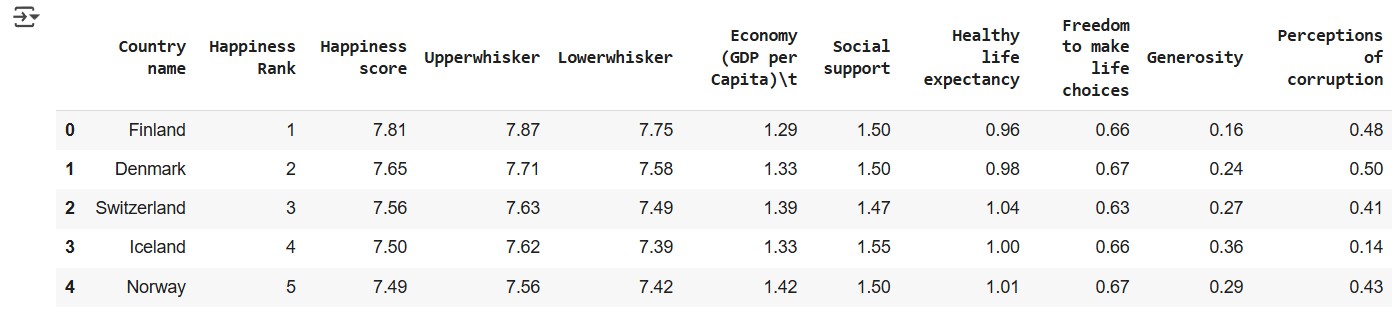 Country name Happiness Rank Happiness score Upperwhisker Lowerwhisker Economy (GDP per Capita)\t Social support Healthy life expectancy Freedom to make life choices Generosity Perceptions of corruption
0 Finland 1 7.81 7.87 7.75 1.29 1.50 0.96 0.66 0.16 0.48
1 Denmark 2 7.65 7.71 7.58 1.33 1.50 0.98 0.67 0.24 0.50
2 Switzerland 3 7.56 7.63 7.49 1.39 1.47 1.04 0.63 0.27 0.41
3 Iceland 4 7.50 7.62 7.39 1.33 1.55 1.00 0.66 0.36 0.14
4 Norway 5 7.49 7.56 7.42 1.42 1.50 1.01 0.67 0.29 0.43